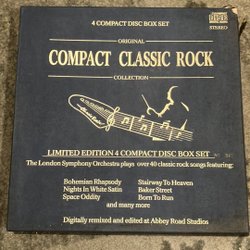 4 COMPACT DISC BOX SET
STEREO
ORIGINAL
COMPACT CLASSIC ROCK
COLLECTION
LIMITED EDITION 4 COMPACT DISC BOX SET
The London Symphony Orchestra plays over 40 classic rock songs featuring:
Bohemian Rhapsody
Stairway To Heaven
Nights In White Satin
Baker Street
Space Oddity
Born To Run
and many more
Digitally remixed and edited at Abbey Road Studios